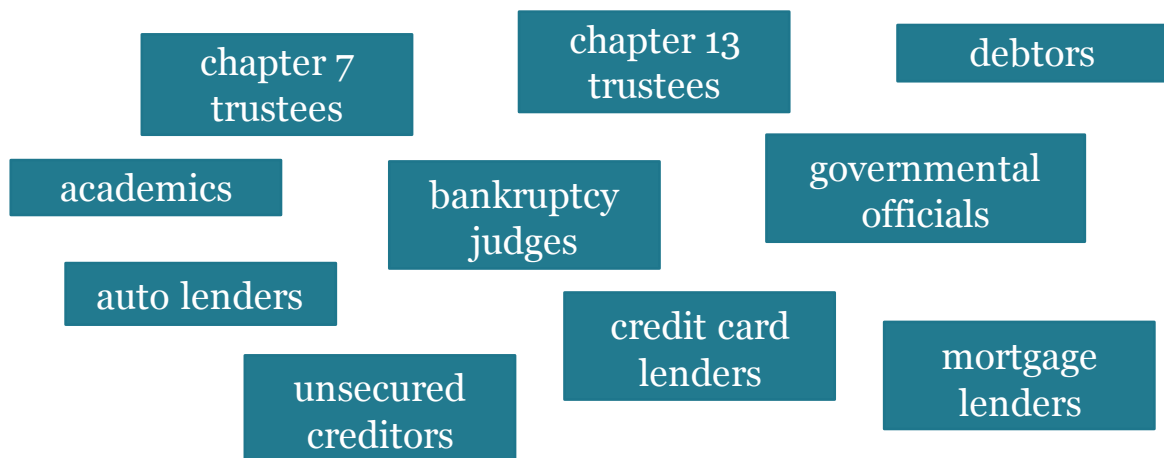 chapter 7
trustees
chapter 13
trustees
debtors
academics
bankruptcy
judges
governmental
officials
auto lenders
credit card
lenders
mortgage
lenders
unsecured
creditors